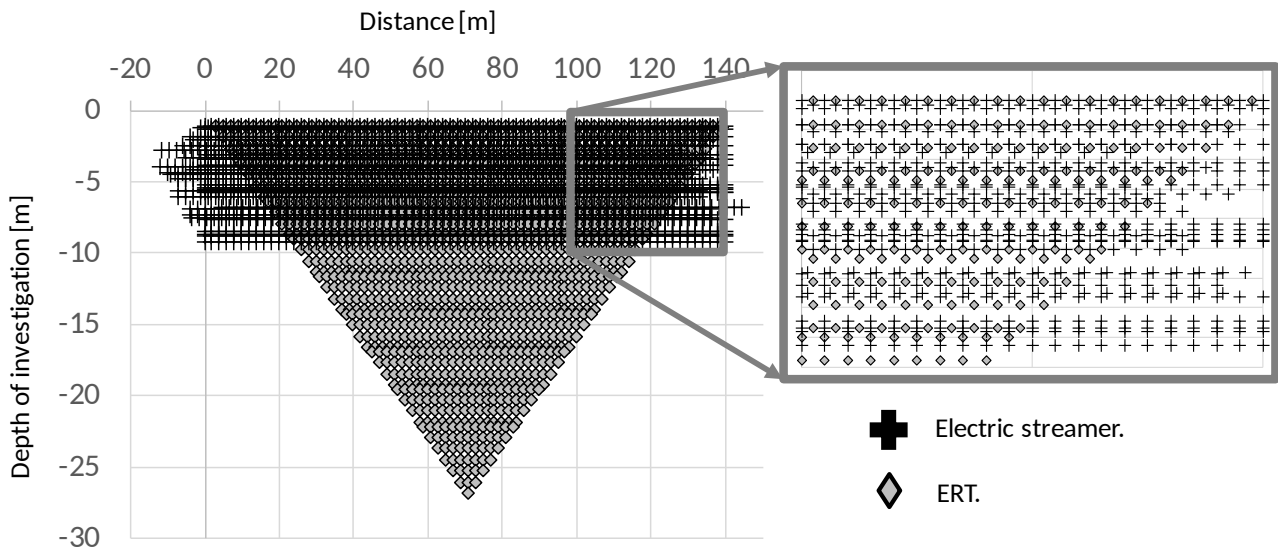 Distance [m]
-20 0 20 40 60 80 100 120 140
0
-5
-10
-15
-20
-25
-30
Depth of investigation [m]
Electric streamer.
ERT.